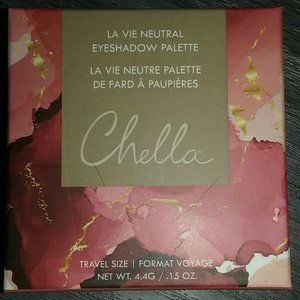 LA VIE NEUTRAL
EYESHADOW PALETTE
LA VIE NEUTRE PALETTE
DE FARD À PAUPIÈRES
Chella
TRAVEL SIZE | FORMAT VOYAGE
NET WT. 4.4G / .15 OZ.